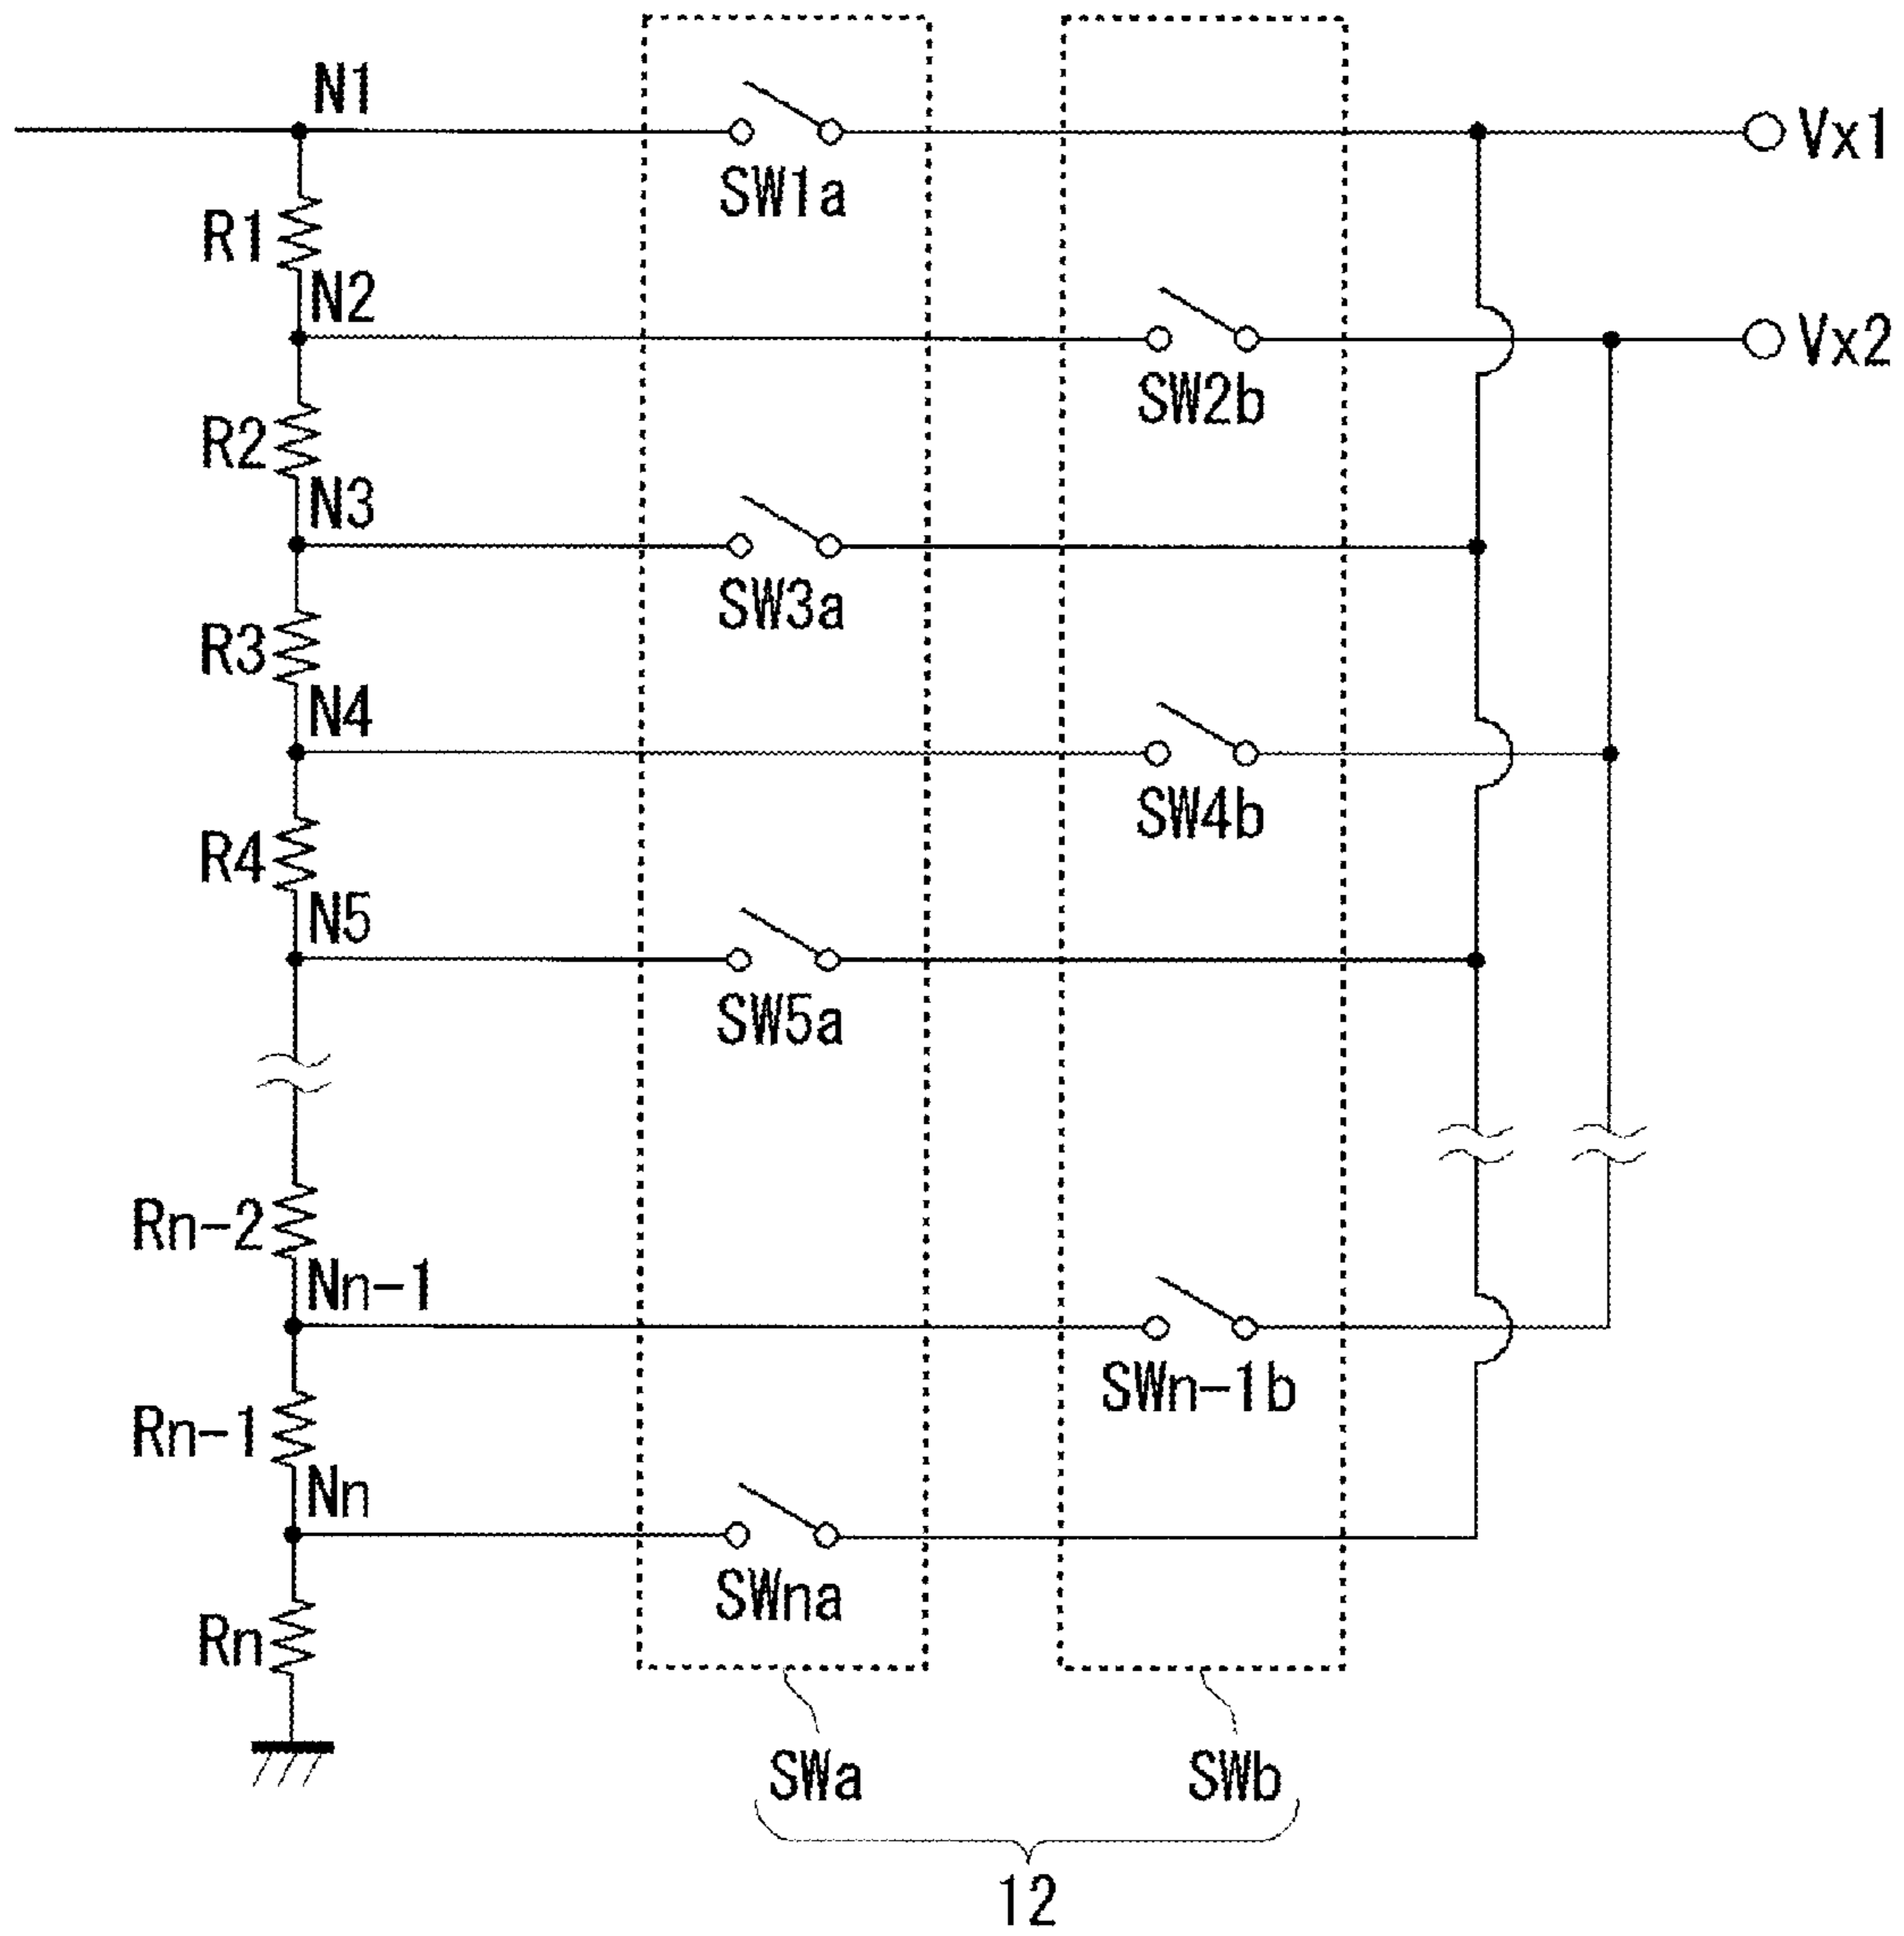 N1
Vx1
SW1a
R1
N2
Vx2
SW2b
R2
N3
SW3a
R3
N4
SW4b
R4
N5
SW5a
Rn-2
Nn-1
SWn-1b
Rn-1
Nn
SWna
Rn
SWa
SWb
12